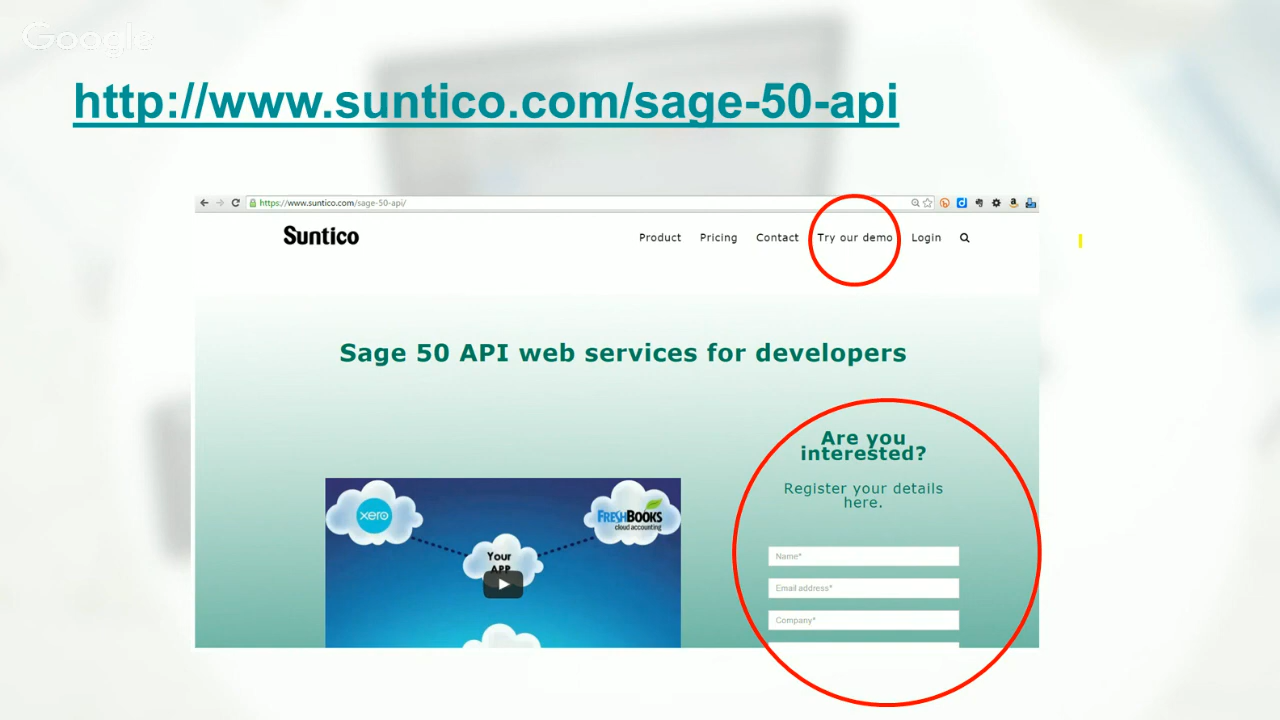 Google
http://www.suntico.com/sage-50-api
https://www.suntico.com/sage-50-api/
Suntico
Product Pricing Contact Try our demo Login
Sage 50 API web services for developers
Are you
interested?
Register your details
here.
xero
FRESHBOOKS
cloud accounting
Your
APP
Name*
Email address*
Company*